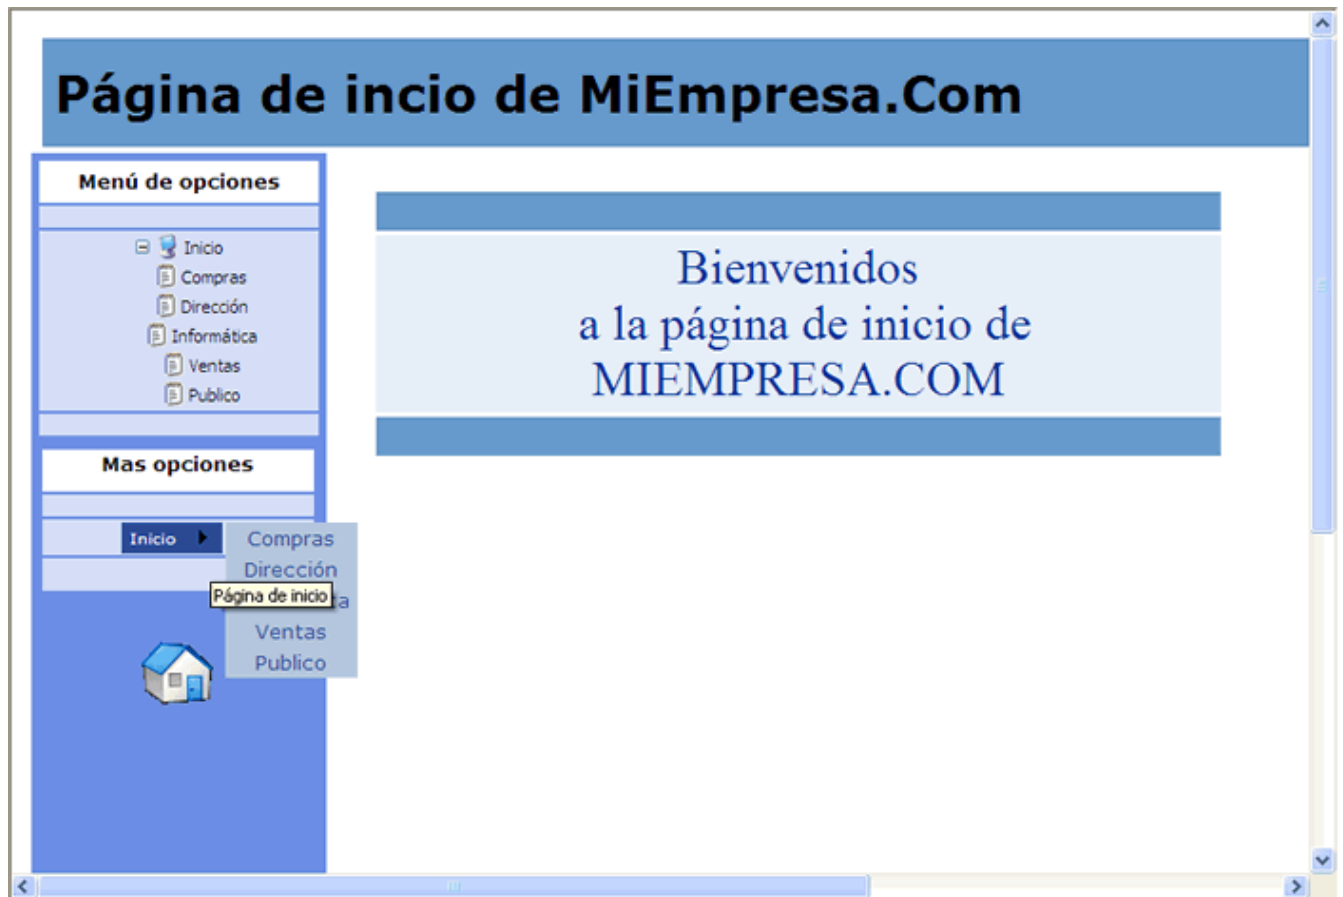 Página de incio de MiEmpresa.Com
Menú de opciones
Inicio
Compras
Dirección
Informática
Ventas
Publico
Bienvenidos
a la página de inicio de
MIEMPRESA.COM
Mas opciones
Inicio
Compras
Dirección
Página de inicio
Ventas
Publico